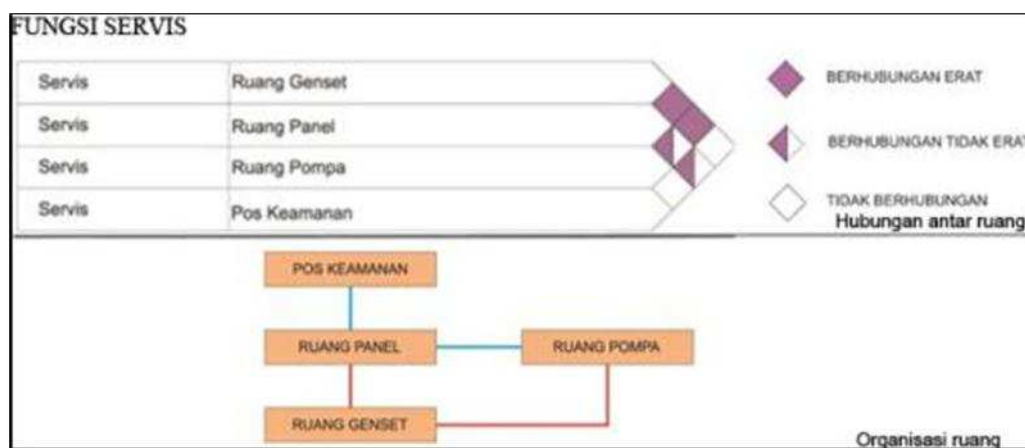 FUNGSI SERVIS
Servis Ruang Genset
Servis Ruang Panel
Servis Ruang Pompa
Servis Pos Keamanan
BERHUBUNGAN ERAT
BERHUBUNGAN TIDAK ERAT
TIDAK BERHUBUNGAN
Hubungan antar ruang
POS KEAMANAN
RUANG PANEL RUANG POMPA
RUANG GENSET
Organisasi ruang